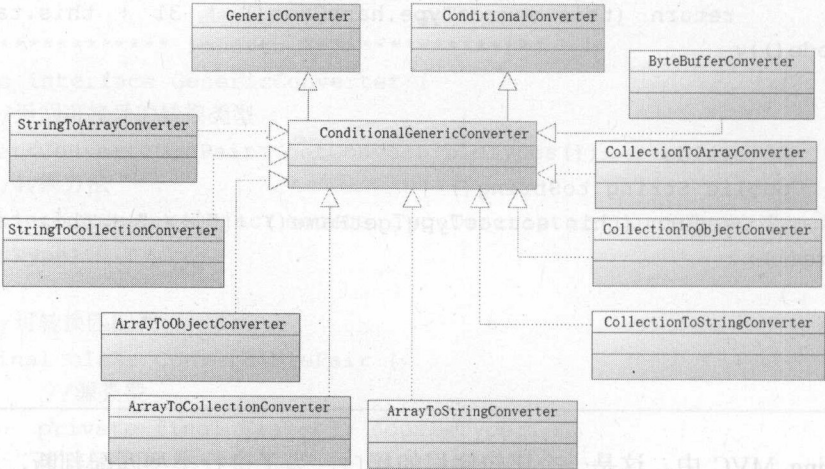 GenericConverter
ConditionalConverter
ByteBufferConverter
StringToArrayConverter
ConditionalGenericConverter
CollectionToArrayConverter
StringToCollectionConverter
CollectionToObjectConverter
ArrayToObjectConverter
CollectionToStringConverter
ArrayToCollectionConverter
ArrayToStringConverter